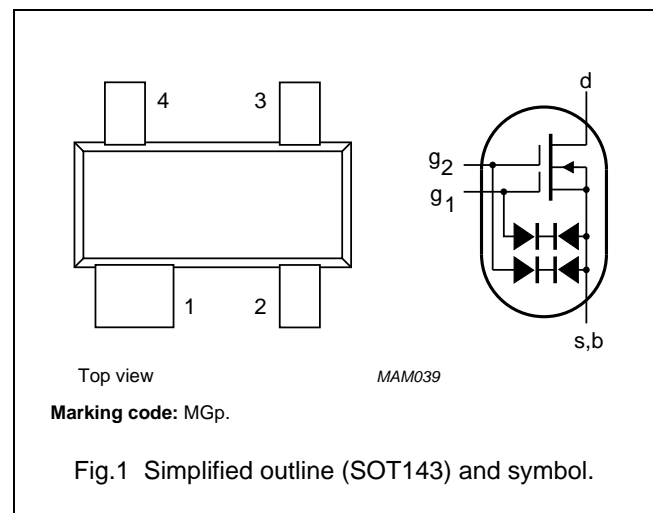 4
3
1
2
d
g2
g1
s,b
Top view
MAM039
Marking code: MGp.
Fig.1 Simplified outline (SOT143) and symbol.